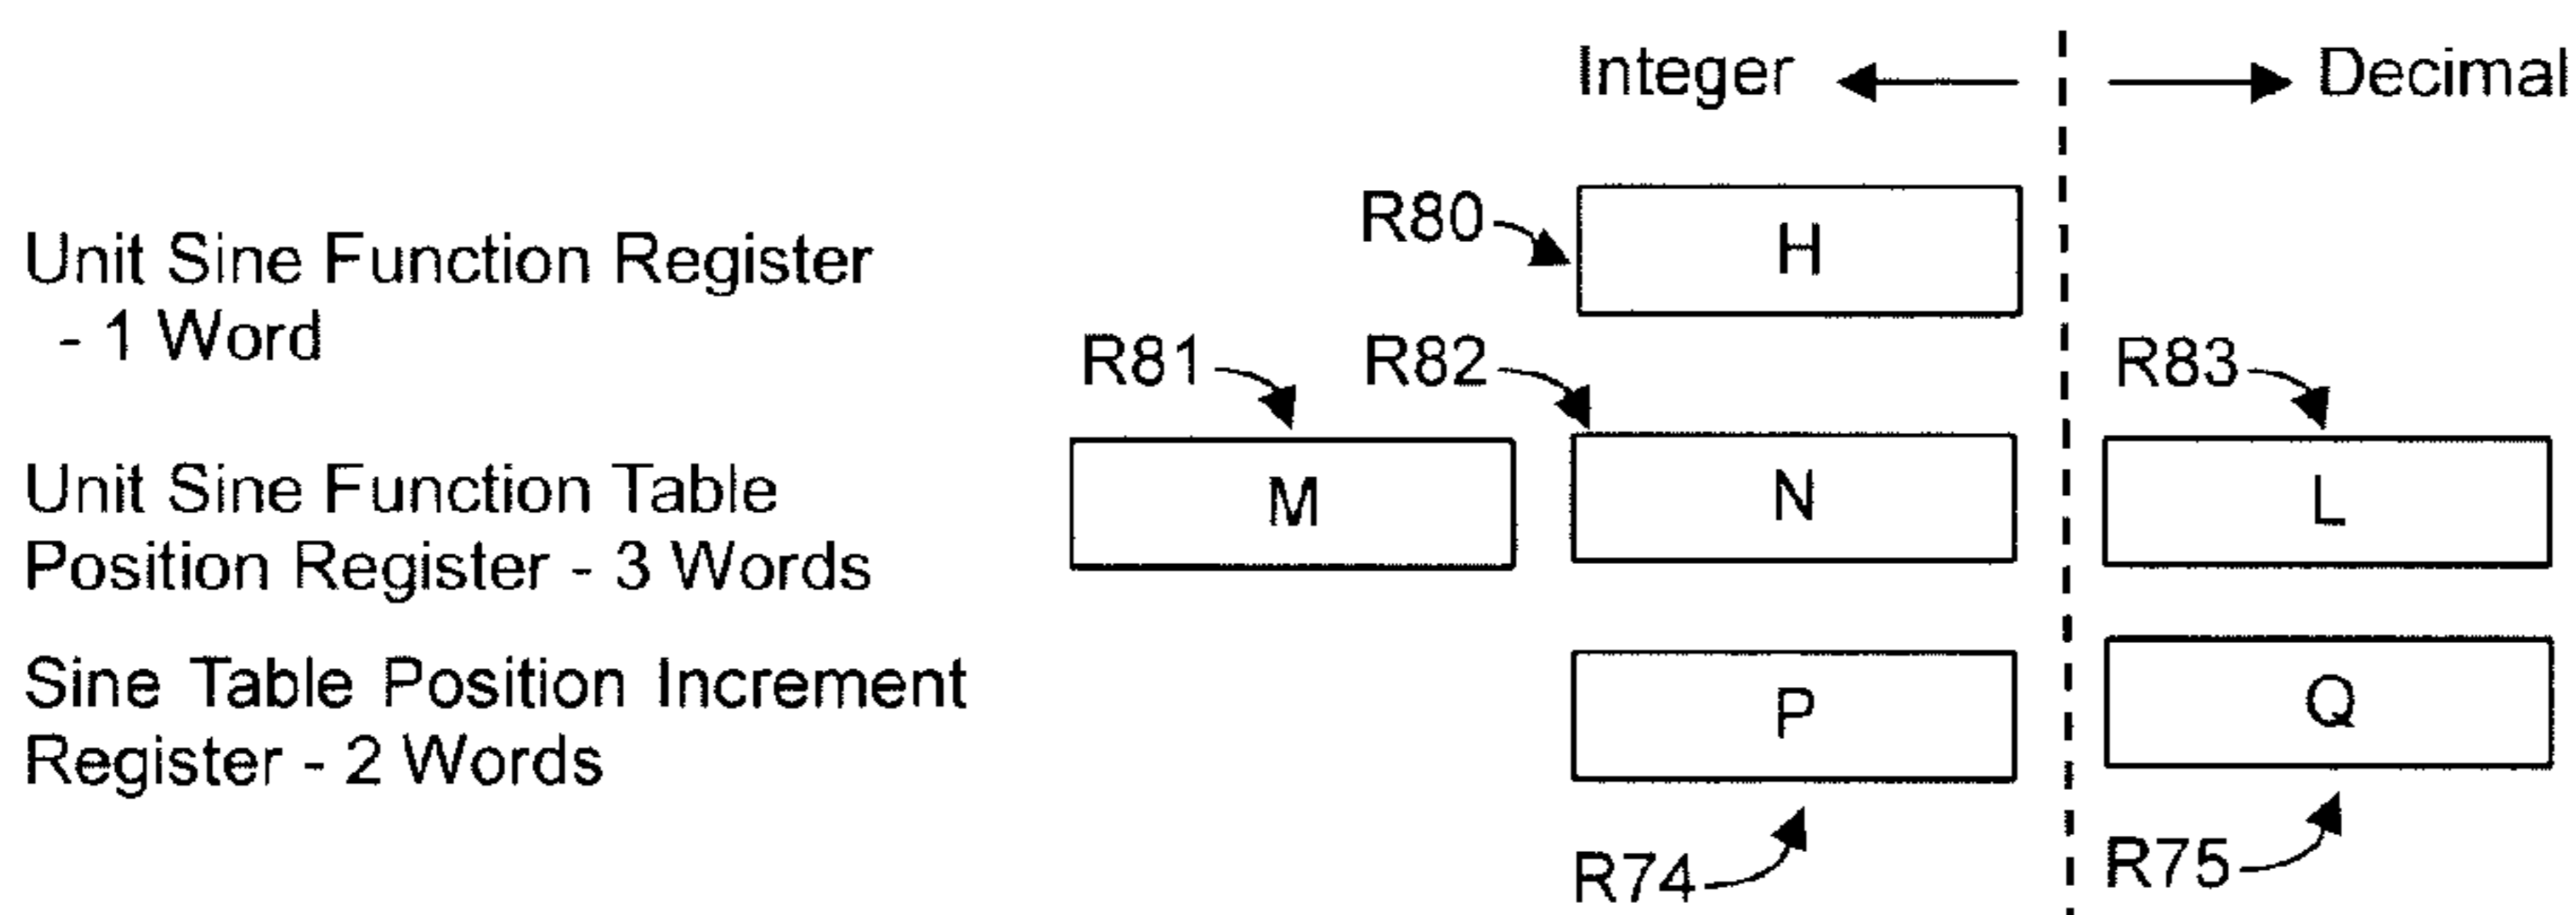 Integer Decimal
R80 H
Unit Sine Function Register
- 1 Word
R81 R82 R83
Unit Sine Function Table
Position Register - 3 Words
M N L
Sine Table Position Increment
Register - 2 Words
P Q
R74 R75